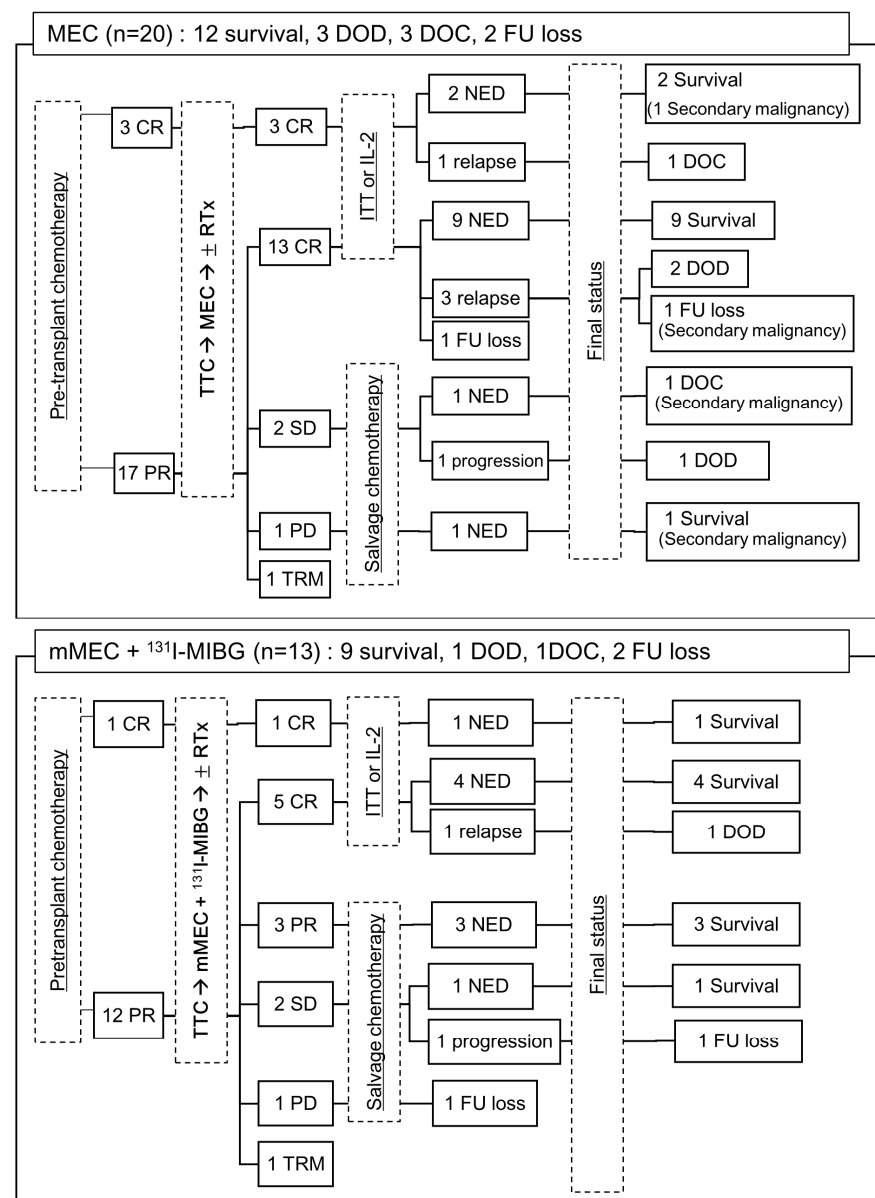 MEC (n=20) : 12 survival, 3 DOD, 3 DOC, 2 FU loss
Pre-transplant chemotherapy
3 CR
17 PR
TTC → MEC → ± RTx
3 CR
13 CR
2 SD
1 PD
1 TRM
ITT or IL-2
Salvage chemotherapy
2 NED
1 relapse
9 NED
3 relapse
1 FU loss
1 NED
1 progression
1 NED
Final status
2 Survival
(1 Secondary malignancy)
1 DOC
9 Survival
2 DOD
1 FU loss
(Secondary malignancy)
1 DOC
(Secondary malignancy)
1 DOD
1 Survival
(Secondary malignancy)
mMEC + ¹³¹I-MIBG (n=13) : 9 survival, 1 DOD, 1DOC, 2 FU loss
Pretransplant chemotherapy
1 CR
12 PR
TTC → mMEC + ¹³¹I-MIBG → ± RTx
1 CR
5 CR
3 PR
2 SD
1 PD
1 TRM
ITT or IL-2
Salvage chemotherapy
1 NED
4 NED
1 relapse
3 NED
1 NED
1 progression
1 FU loss
Final status
1 Survival
4 Survival
1 DOD
3 Survival
1 Survival
1 FU loss